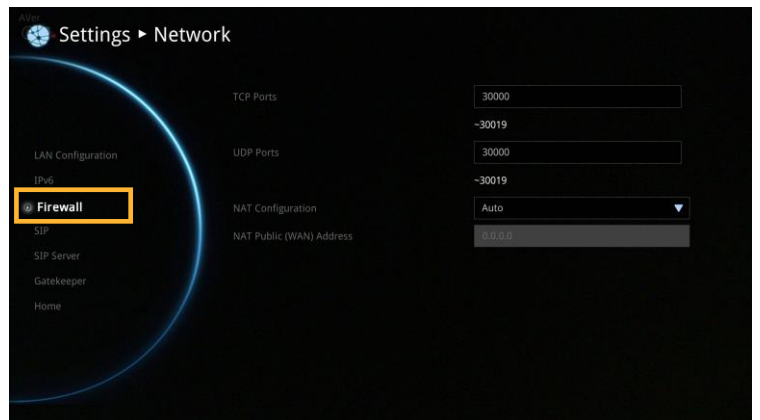 AVer
Settings ▸ Network
TCP Ports 30000
~30019
LAN Configuration
UDP Ports 30000
IPv6
~30019
Firewall
NAT Configuration Auto
SIP
NAT Public (WAN) Address 0.0.0.0
SIP Server
Gatekeeper
Home